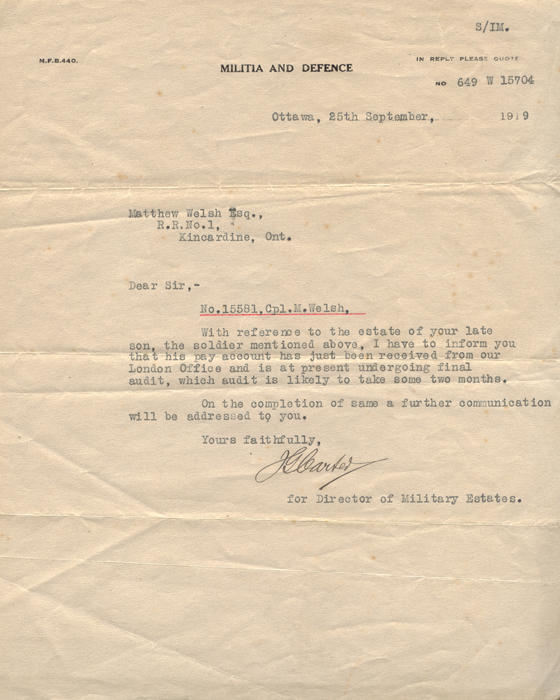 S/IM.
M.F.B.440.
IN REPLY PLEASE QUOTE
MILITIA AND DEFENCE
NO 649 W 15704
Ottawa, 25th September, 1919
Matthew Welsh Esq.,
R.R.No.1,
Kincardine, Ont.
Dear Sir,-
No.15581,Cpl.M.Welsh,
With reference to the estate of your late
son, the soldier mentioned above, I have to inform you
that his pay account has just been received from our
London Office and is at present undergoing final
audit, which audit is likely to take some two months.
On the completion of same a further communication
will be addressed to you.
Yours faithfully,
JGCarter
for Director of Military Estates.